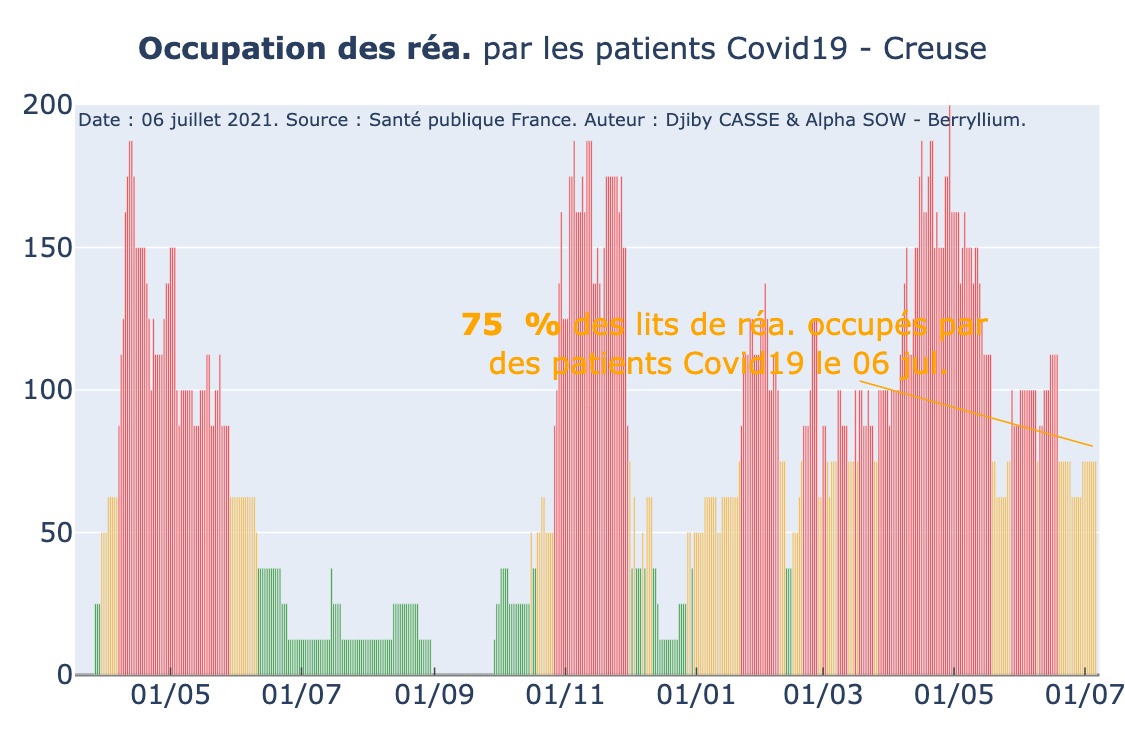 Occupation des réa. par les patients Covid19 - Creuse
200
Date : 06 juillet 2021. Source : Santé publique France. Auteur : Djiby CASSE & Alpha SOW - Berryllium.
150
75 % des lits de réa. occupés par
des patients Covid19 le 06 jul.
100
50
0
01/05 01/07 01/09 01/11 01/01 01/03 01/05 01/07